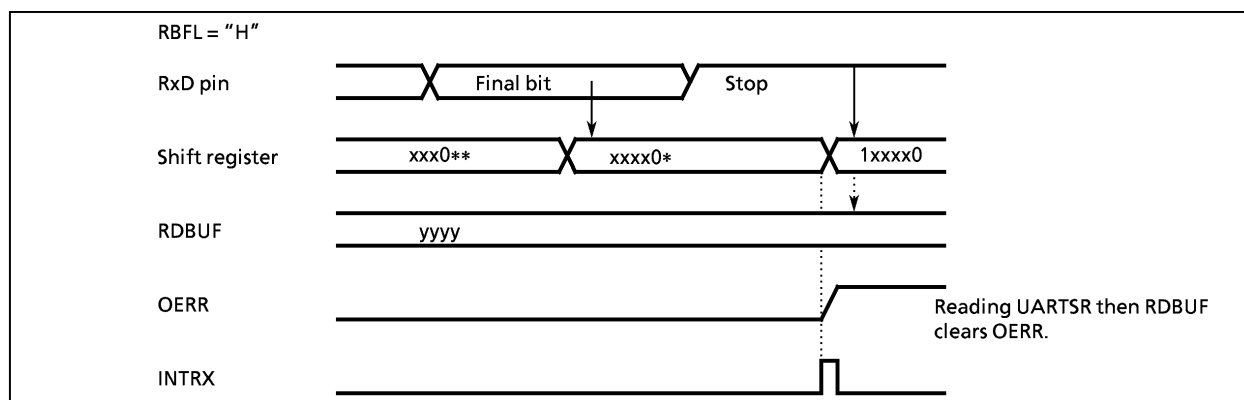 RBFL = “H”
RxD pin Final bit Stop
Shift register xxx0** xxxx0* 1xxxx0
RDBUF yyyy
OERR Reading UARTSR then RDBUF
clears OERR.
INTRX